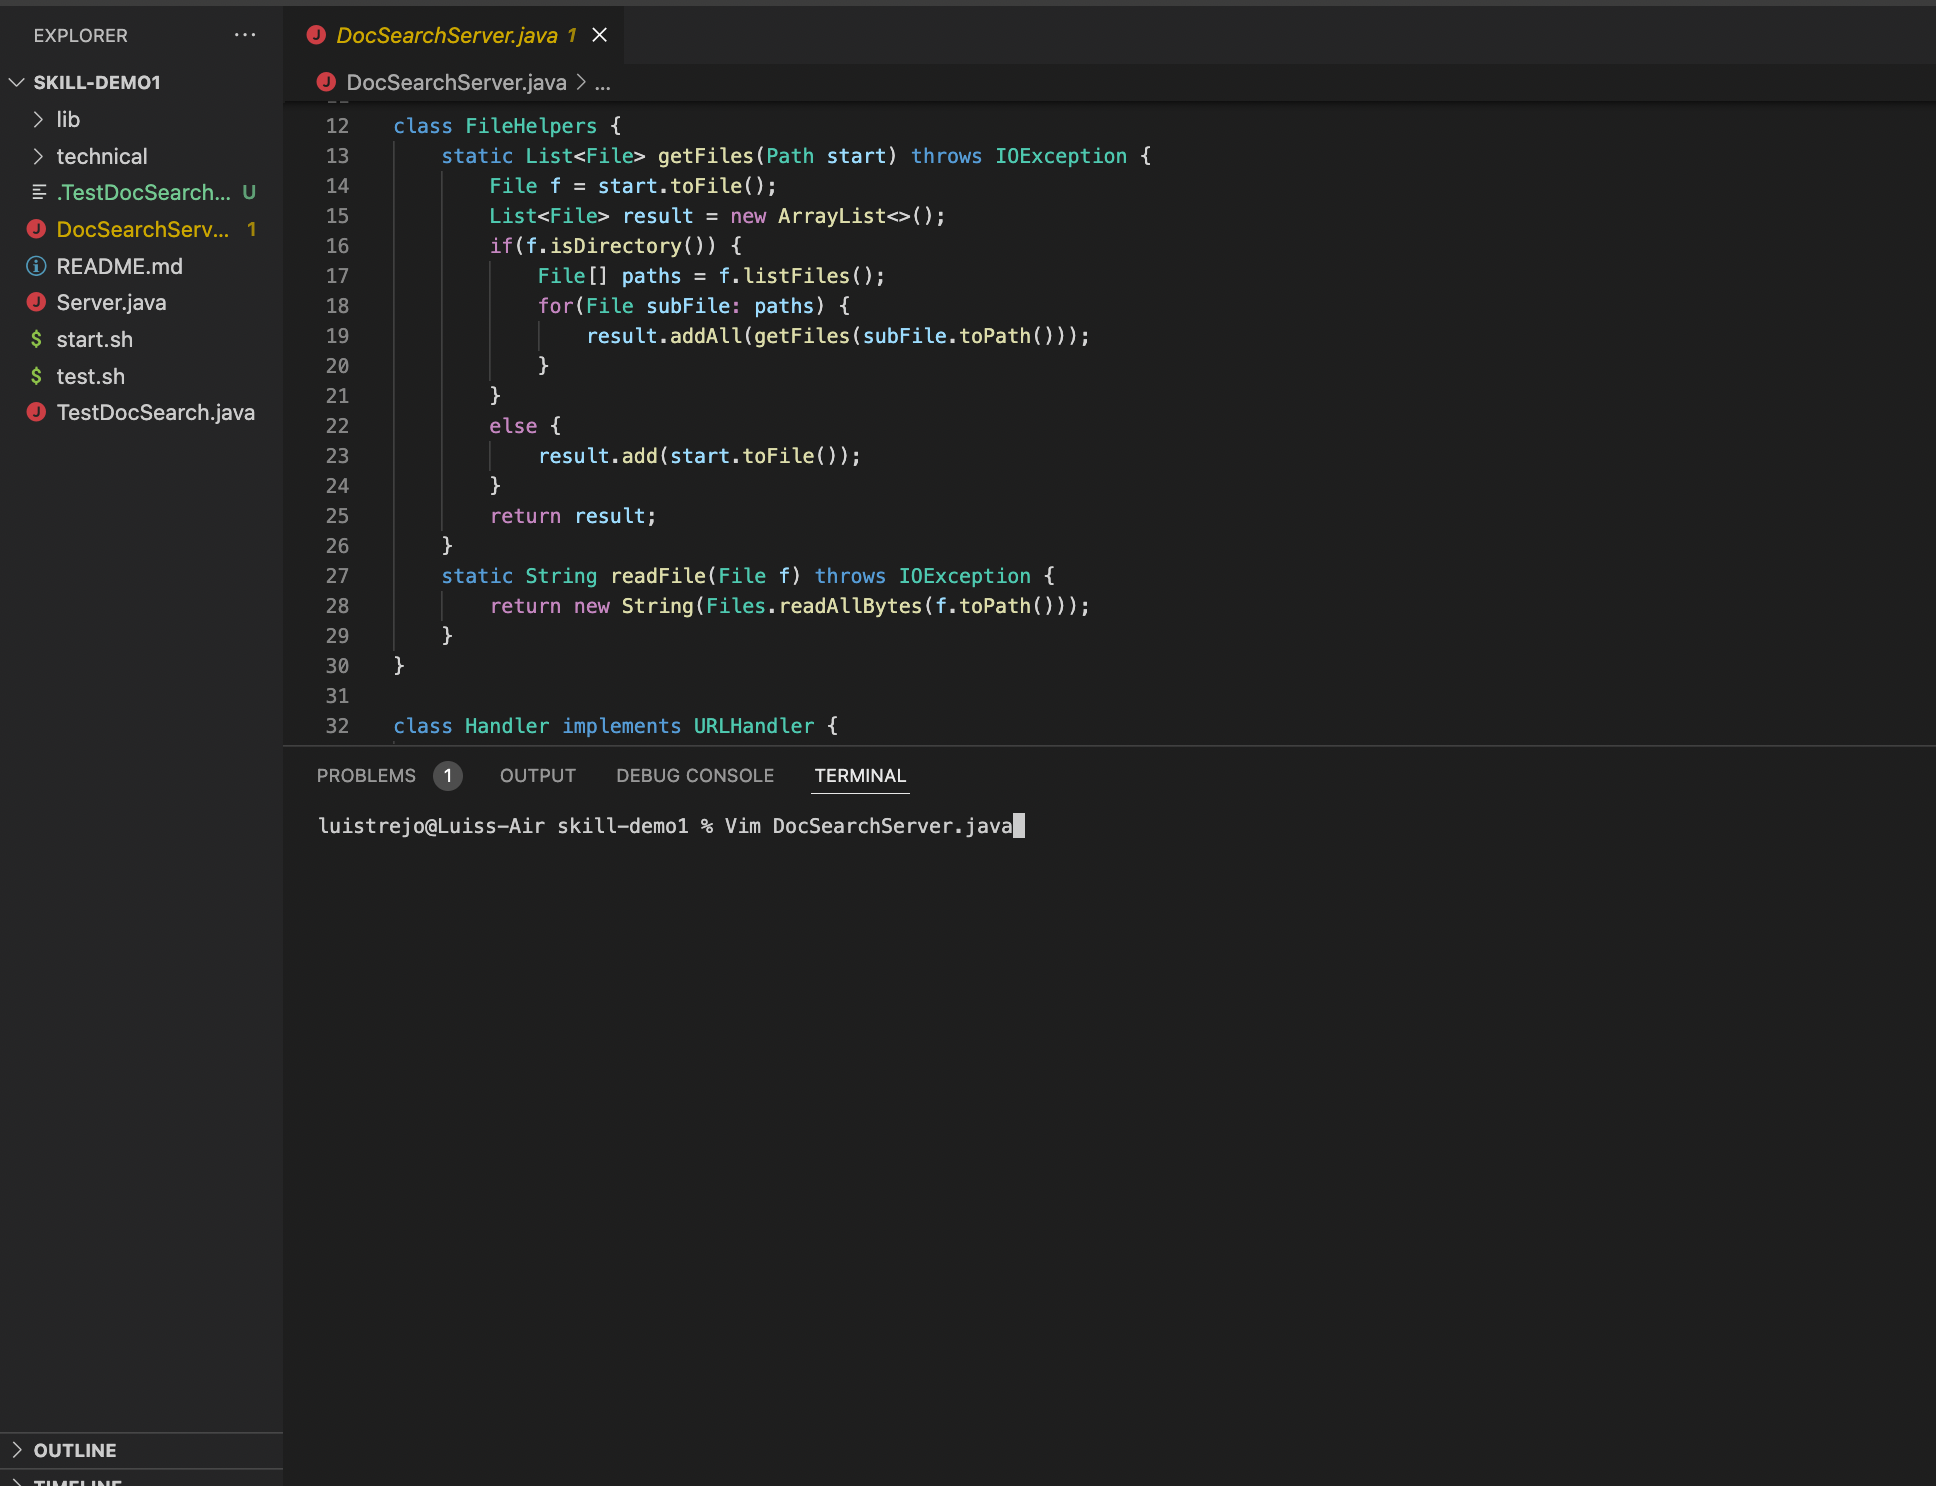 EXPLORER ...
SKILL-DEMO1
lib
technical
.TestDocSearch... U
DocSearchServ... 1
README.md
Server.java
start.sh
test.sh
TestDocSearch.java
OUTLINE
TIMELINE
DocSearchServer.java 1
DocSearchServer.java > ...
12 class FileHelpers {
13 static List<File> getFiles(Path start) throws IOException {
14 File f = start.toFile();
15 List<File> result = new ArrayList<>();
16 if(f.isDirectory()) {
17 File[] paths = f.listFiles();
18 for(File subFile: paths) {
19 result.addAll(getFiles(subFile.toPath()));
20 }
21 }
22 else {
23 result.add(start.toFile());
24 }
25 return result;
26 }
27 static String readFile(File f) throws IOException {
28 return new String(Files.readAllBytes(f.toPath()));
29 }
30 }
31
32 class Handler implements URLHandler {
PROBLEMS 1 OUTPUT DEBUG CONSOLE TERMINAL
luistrejo@Luiss-Air skill-demo1 % Vim DocSearchServer.java